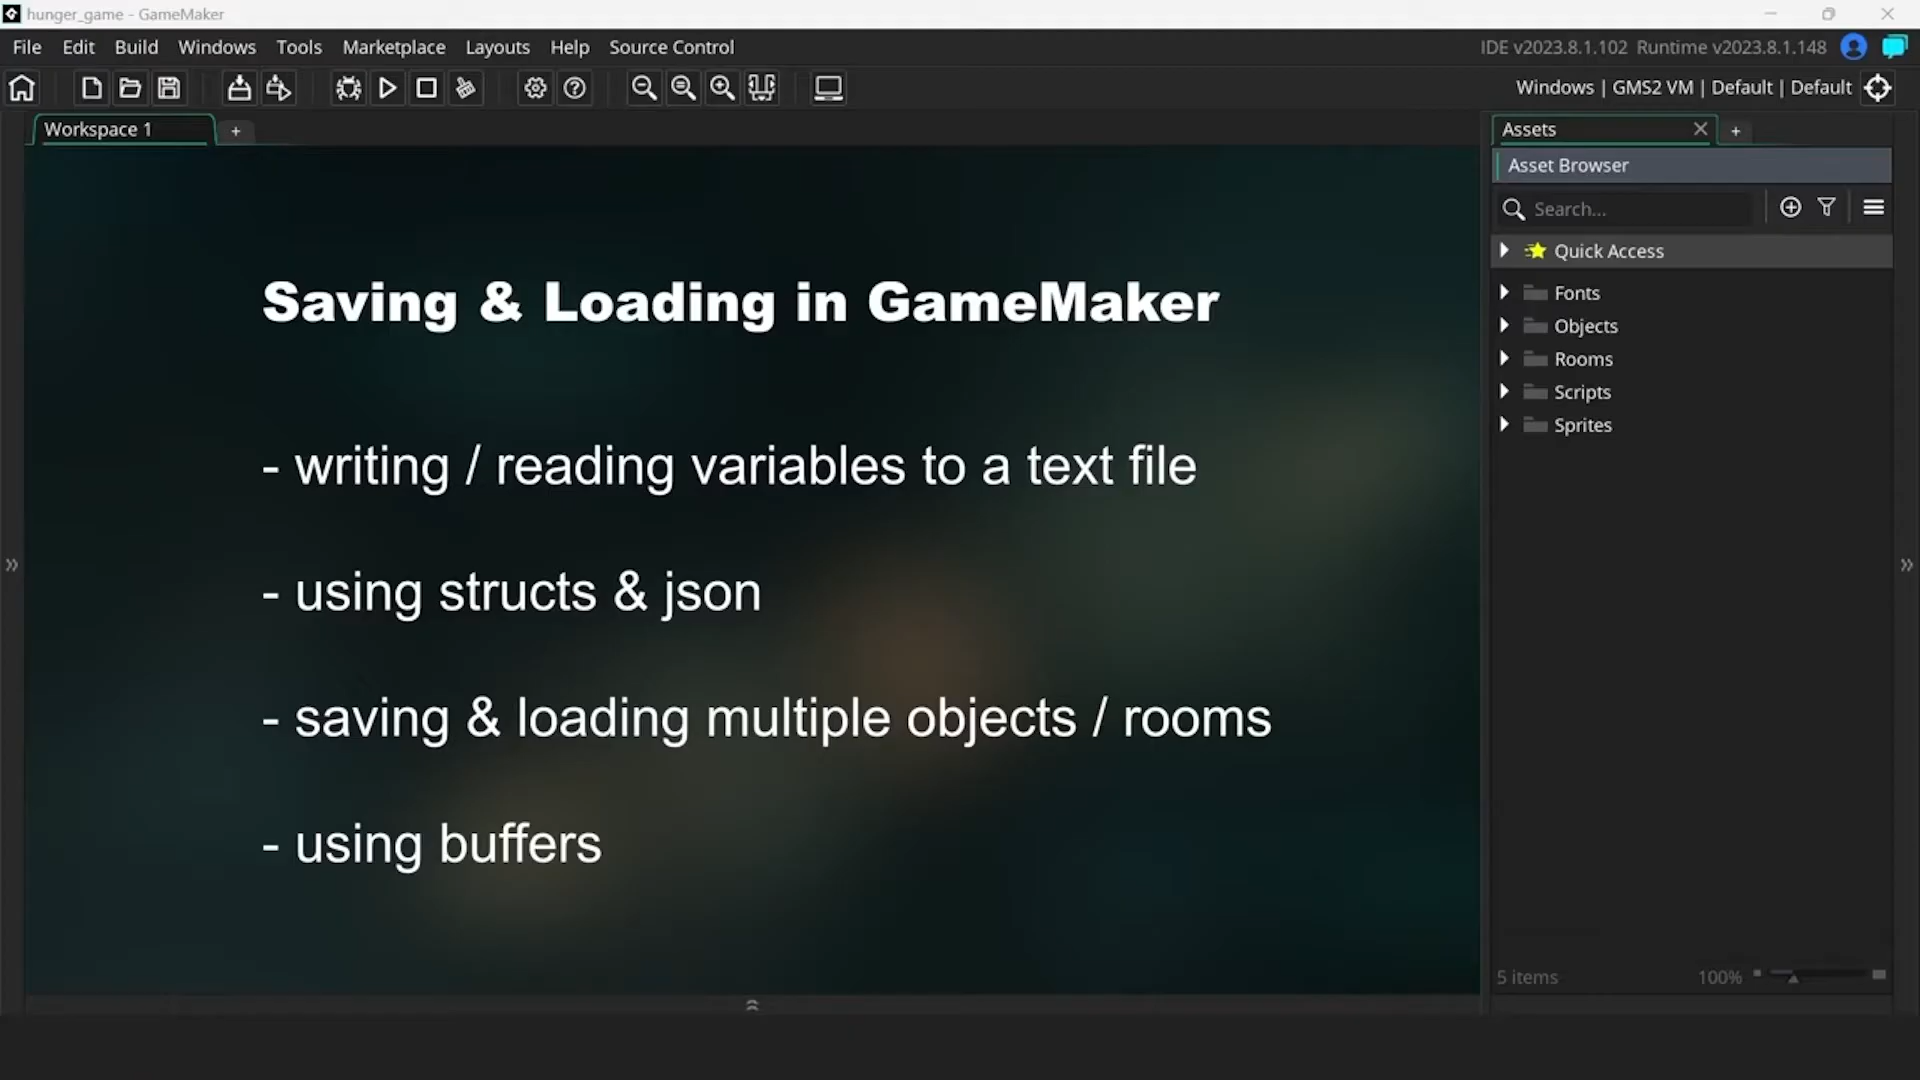 hunger_game - GameMaker
File Edit Build Windows Tools Marketplace Layouts Help Source Control
IDE v2023.8.1.102 Runtime v2023.8.1.148
Windows | GMS2 VM | Default | Default
Workspace 1 +
Assets +
Asset Browser
Search...
Quick Access
Fonts
Objects
Rooms
Scripts
Sprites
Saving & Loading in GameMaker
- writing / reading variables to a text file
- using structs & json
- saving & loading multiple objects / rooms
- using buffers
5 items 100%